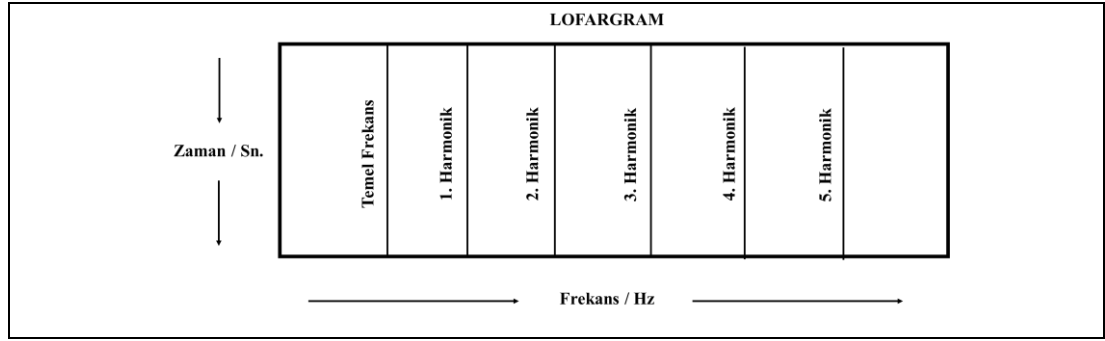 LOFARGRAM
Zaman / Sn.
Temel Frekans
1. Harmonik
2. Harmonik
3. Harmonik
4. Harmonik
5. Harmonik
Frekans / Hz